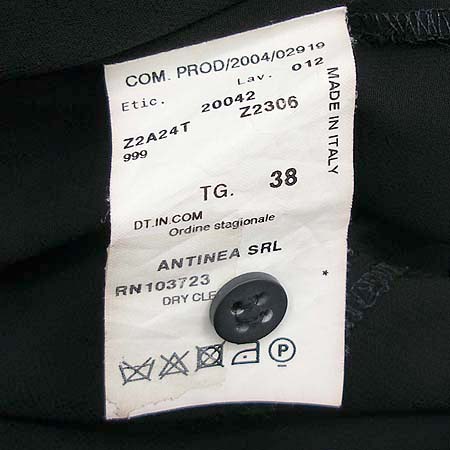 COM. PROD/2004/02919
Etic. Lav. 012
20042
Z2A24T Z2306
999
MADE IN ITALY
TG. 38
DT.IN.COM
Ordine stagionale
ANTINEA SRL
RN103723
DRY CLE
P